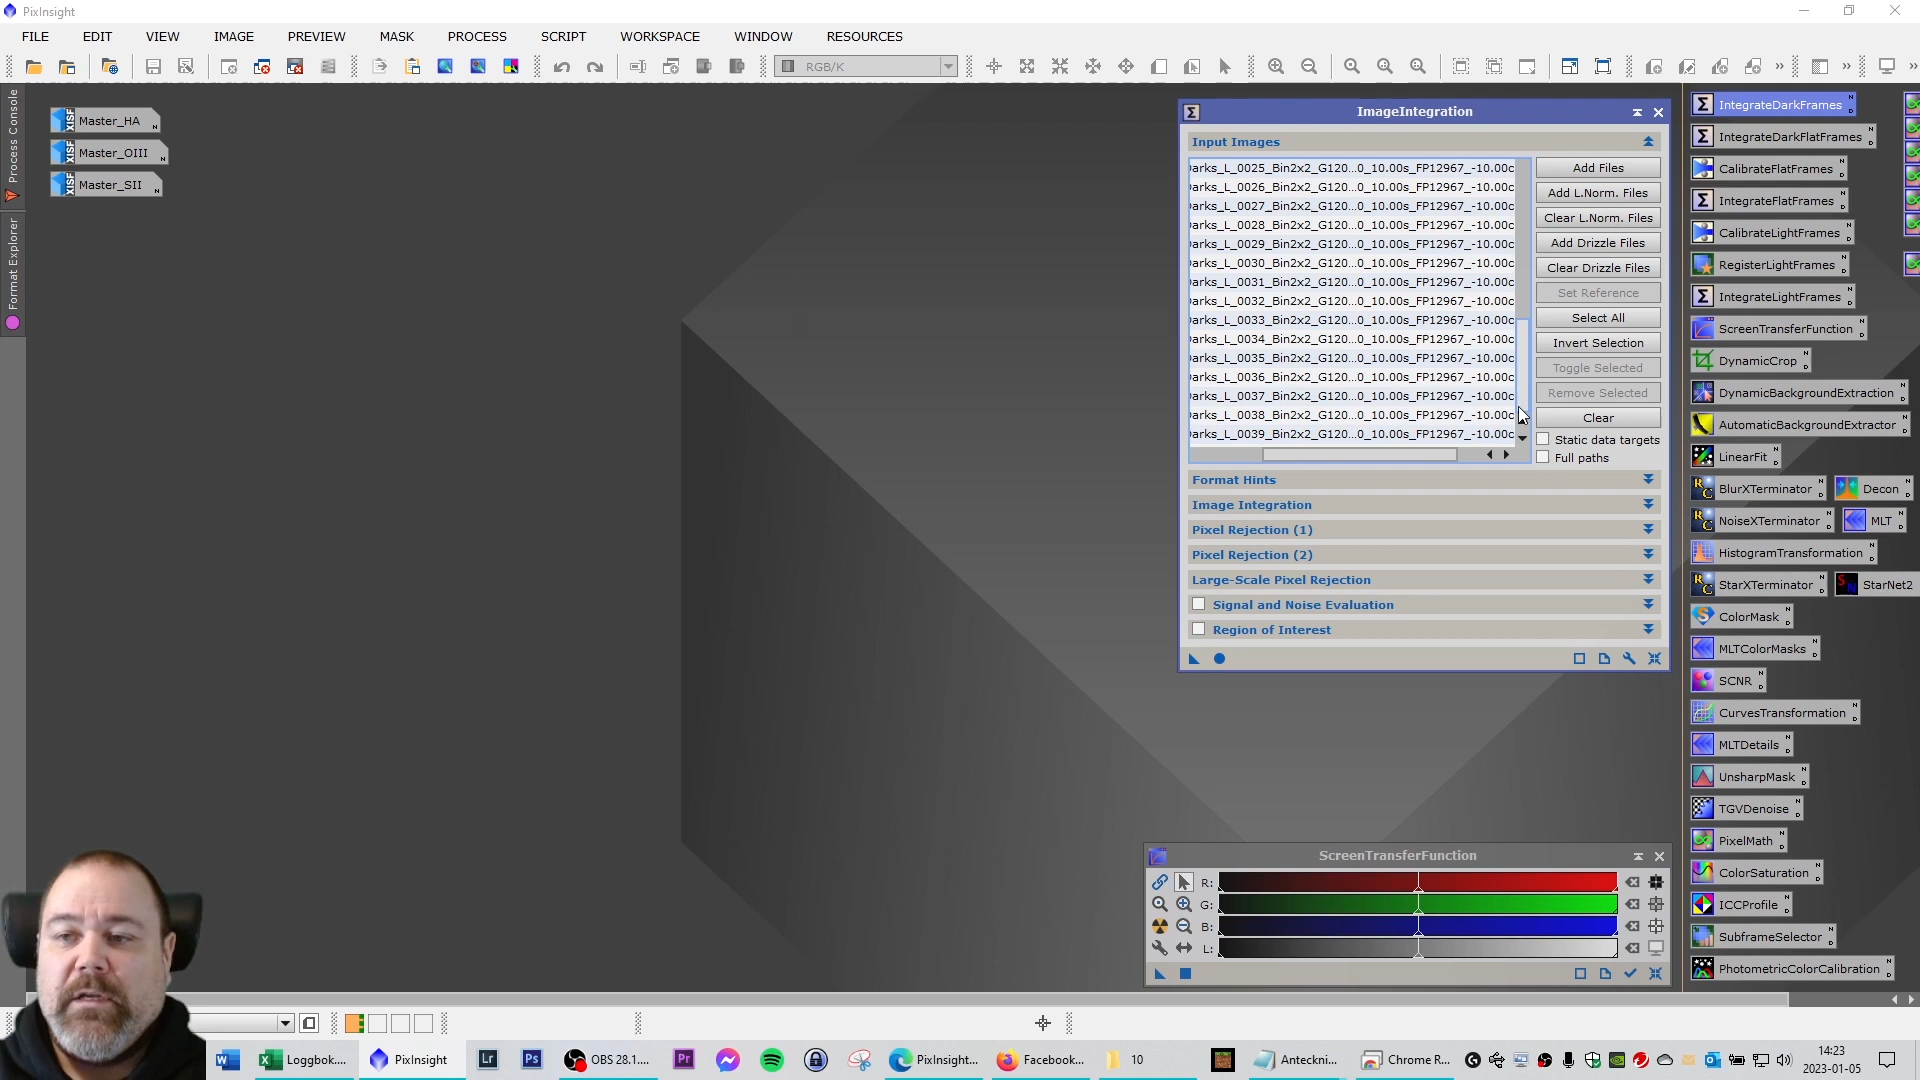 PixInsight
FILE EDIT VIEW IMAGE PREVIEW MASK PROCESS SCRIPT WORKSPACE WINDOW RESOURCES
RGB/K
Process Console
Format Explorer
Master_HA
Master_OIII
Master_SII
ImageIntegration
Input Images
arks_L_0025_Bin2x2_G120...0_10.00s_FP12967_-10.00c
arks_L_0026_Bin2x2_G120...0_10.00s_FP12967_-10.00c
arks_L_0027_Bin2x2_G120...0_10.00s_FP12967_-10.00c
arks_L_0028_Bin2x2_G120...0_10.00s_FP12967_-10.00c
arks_L_0029_Bin2x2_G120...0_10.00s_FP12967_-10.00c
arks_L_0030_Bin2x2_G120...0_10.00s_FP12967_-10.00c
arks_L_0031_Bin2x2_G120...0_10.00s_FP12967_-10.00c
arks_L_0032_Bin2x2_G120...0_10.00s_FP12967_-10.00c
arks_L_0033_Bin2x2_G120...0_10.00s_FP12967_-10.00c
arks_L_0034_Bin2x2_G120...0_10.00s_FP12967_-10.00c
arks_L_0035_Bin2x2_G120...0_10.00s_FP12967_-10.00c
arks_L_0036_Bin2x2_G120...0_10.00s_FP12967_-10.00c
arks_L_0037_Bin2x2_G120...0_10.00s_FP12967_-10.00c
arks_L_0038_Bin2x2_G120...0_10.00s_FP12967_-10.00c
arks_L_0039_Bin2x2_G120...0_10.00s_FP12967_-10.00c
Add Files
Add L.Norm. Files
Clear L.Norm. Files
Add Drizzle Files
Clear Drizzle Files
Set Reference
Select All
Invert Selection
Toggle Selected
Remove Selected
Clear
Static data targets
Full paths
Format Hints
Image Integration
Pixel Rejection (1)
Pixel Rejection (2)
Large-Scale Pixel Rejection
Signal and Noise Evaluation
Region of Interest
ScreenTransferFunction
R:
G:
B:
L:
IntegrateDarkFrames
IntegrateDarkFlatFrames
CalibrateFlatFrames
IntegrateFlatFrames
CalibrateLightFrames
RegisterLightFrames
IntegrateLightFrames
ScreenTransferFunction
DynamicCrop
DynamicBackgroundExtraction
AutomaticBackgroundExtractor
LinearFit
BlurXTerminator Decon
NoiseXTerminator MLT
HistogramTransformation
StarXTerminator StarNet2
ColorMask
MLTColorMasks
SCNR
CurvesTransformation
MLTDetails
UnsharpMask
TGVDenoise
PixelMath
ColorSaturation
ICCProfile
SubframeSelector
PhotometricColorCalibration
Loggbok.... PixInsight Lr Ps OBS 28.1.... Pr PixInsight... Facebook... 10 Anteckni... Chrome R...
14:23
2023-01-05